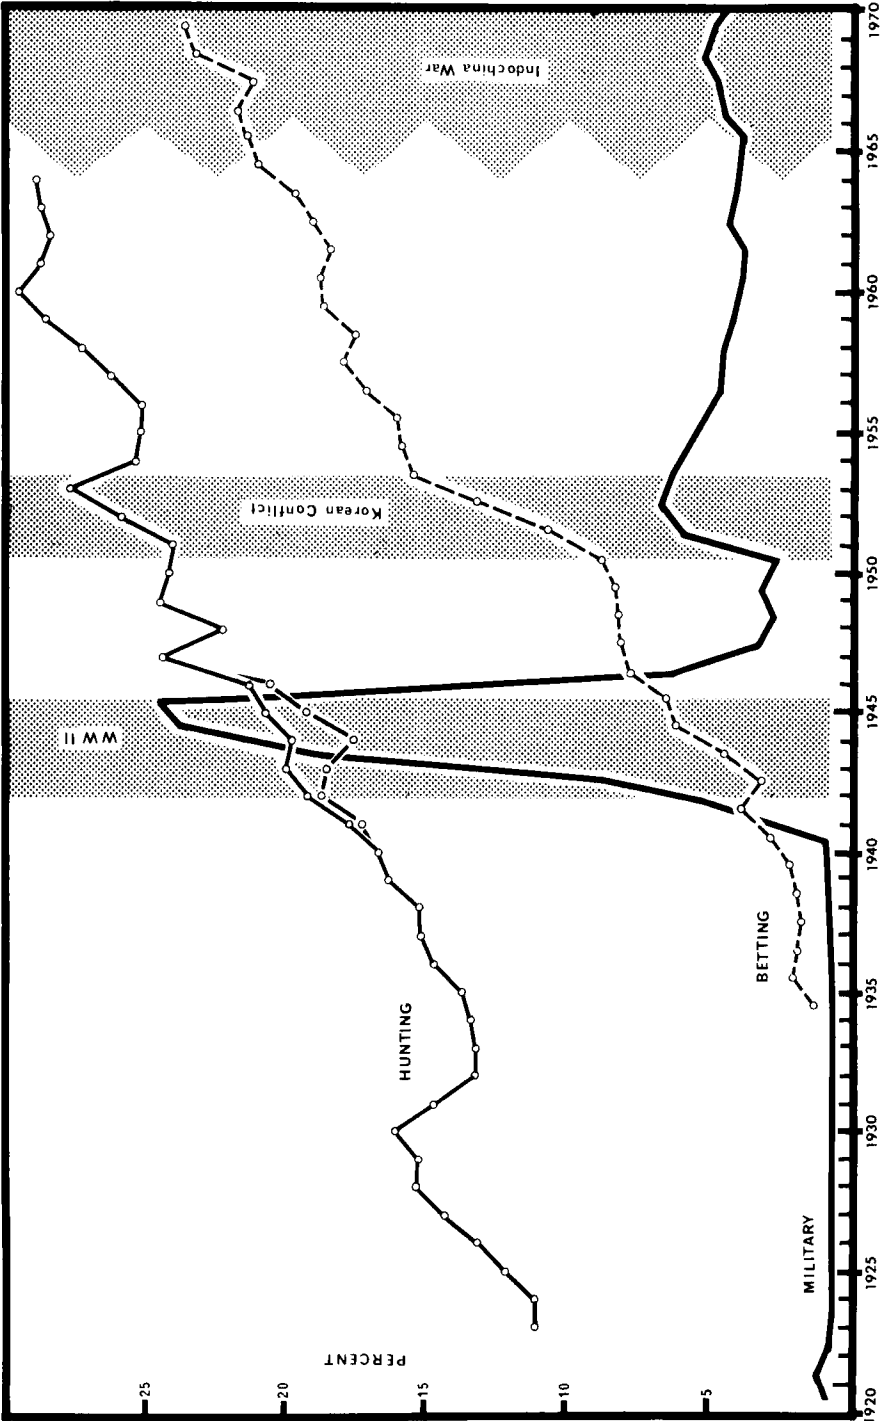 PERCENT
25
20
15
10
5
HUNTING
BETTING
MILITARY
WW II
Korean Conflict
Indochina War
1920
1925
1930
1935
1940
1945
1950
1955
1960
1965
1970